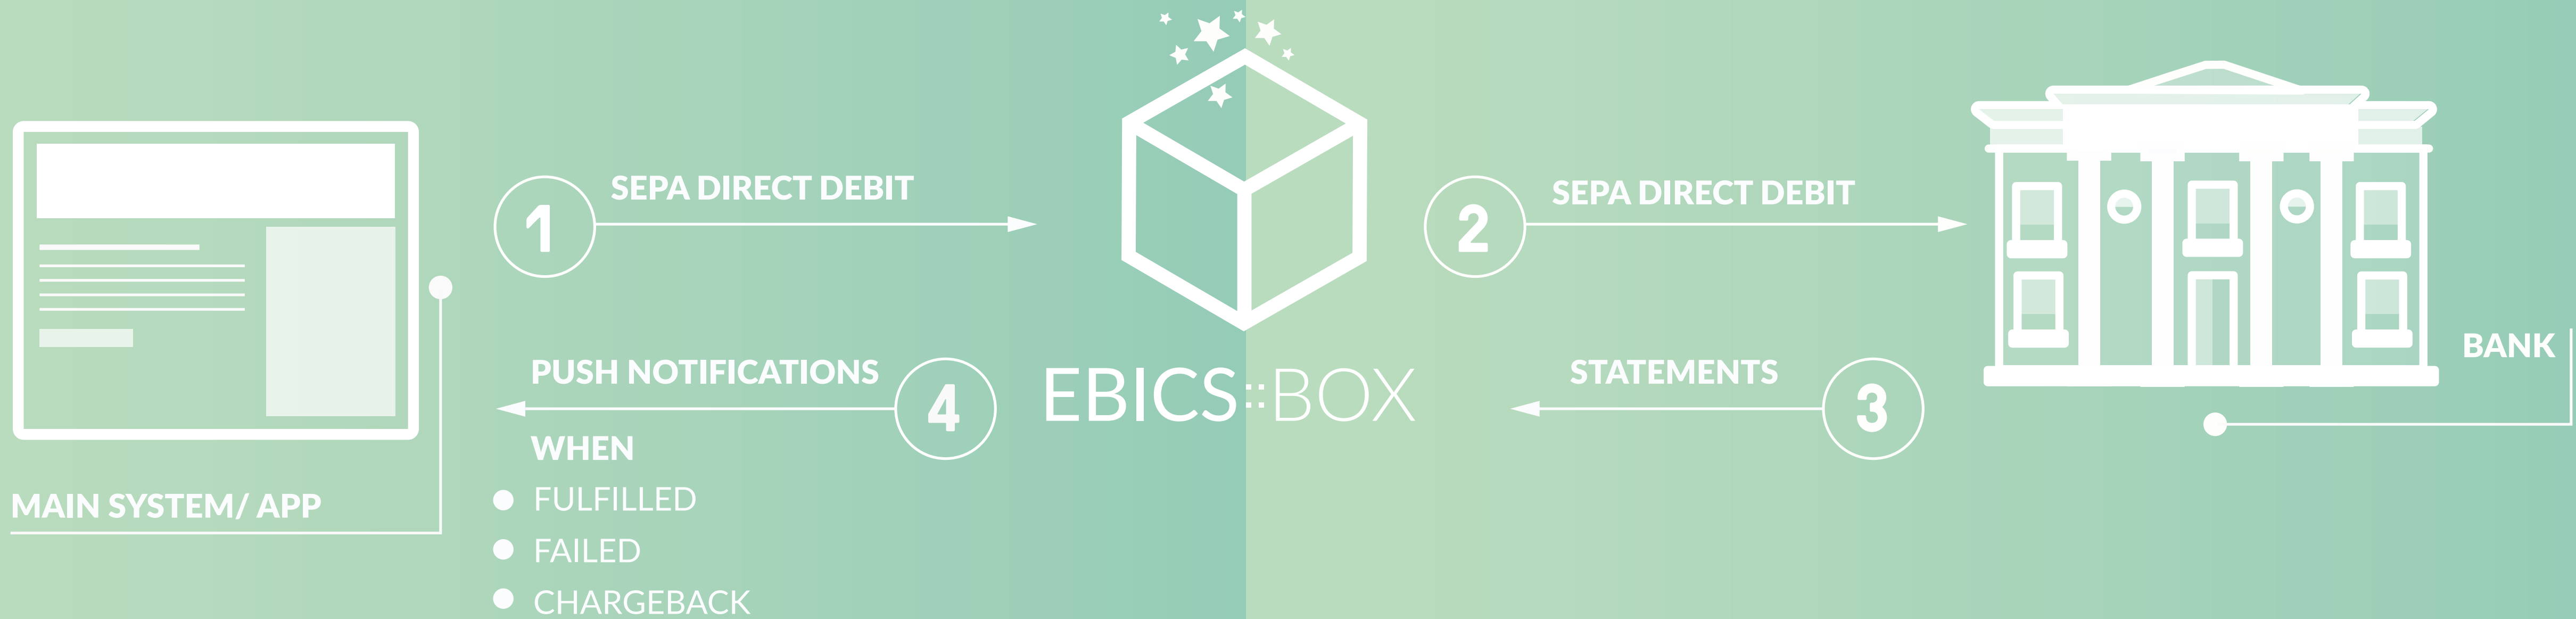 1
SEPA DIRECT DEBIT
2
SEPA DIRECT DEBIT
PUSH NOTIFICATIONS
4
WHEN
FULFILLED
FAILED
CHARGEBACK
EBICS::BOX
STATEMENTS
3
MAIN SYSTEM/ APP
BANK